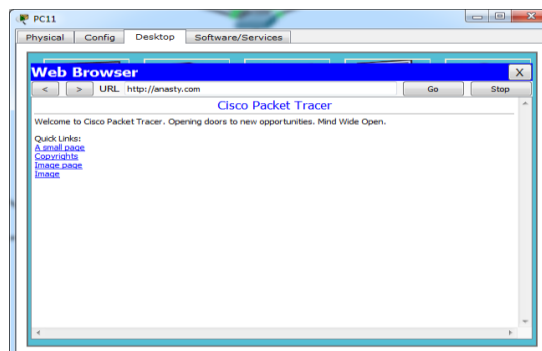 PC11
Physical Config Desktop Software/Services
Web Browser X
< > URL http://anasty.com Go Stop
Cisco Packet Tracer
Welcome to Cisco Packet Tracer. Opening doors to new opportunities. Mind Wide Open.
Quick Links:
A small page
Copyrights
Image page
Image